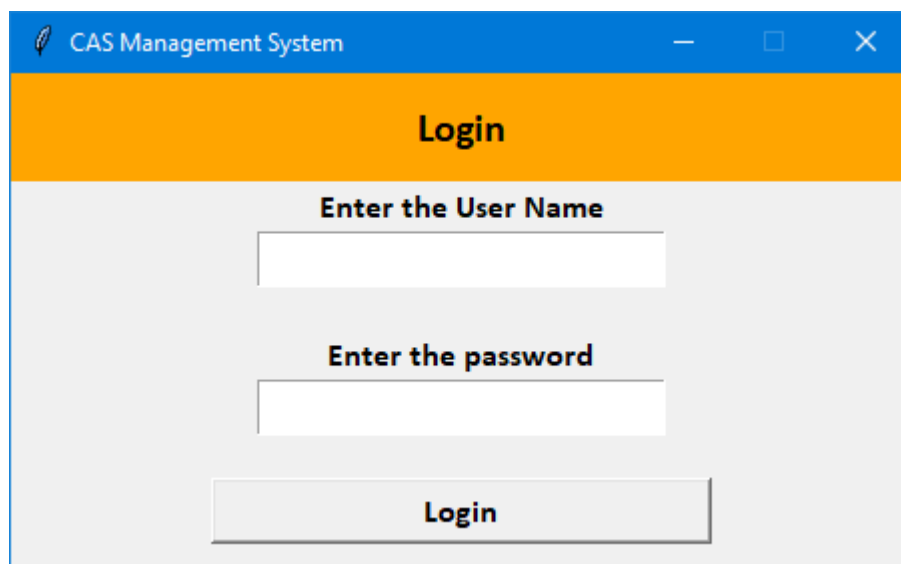 CAS Management System
Login
Enter the User Name
Enter the password
Login